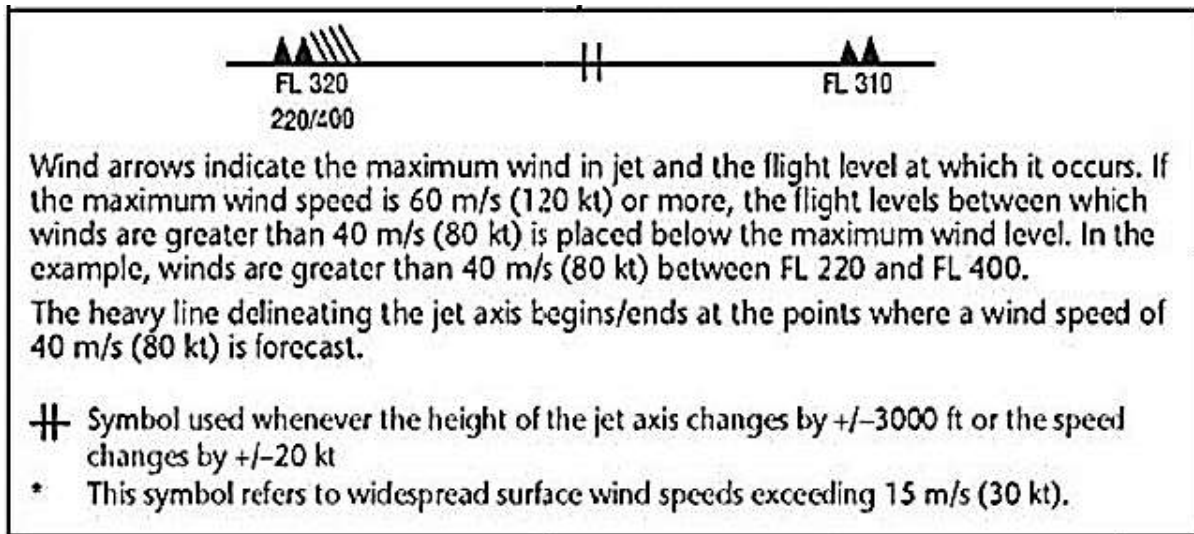 FL 320 FL 310
220/400
Wind arrows indicate the maximum wind in jet and the flight level at which it occurs. If
the maximum wind speed is 60 m/s (120 kt) or more, the flight levels between which
winds are greater than 40 m/s (80 kt) is placed below the maximum wind level. In the
example, winds are greater than 40 m/s (80 kt) between FL 220 and FL 400.
The heavy line delineating the jet axis begins/ends at the points where a wind speed of
40 m/s (80 kt) is forecast.
Symbol used whenever the height of the jet axis changes by +/–3000 ft or the speed
changes by +/–20 kt
* This symbol refers to widespread surface wind speeds exceeding 15 m/s (30 kt).